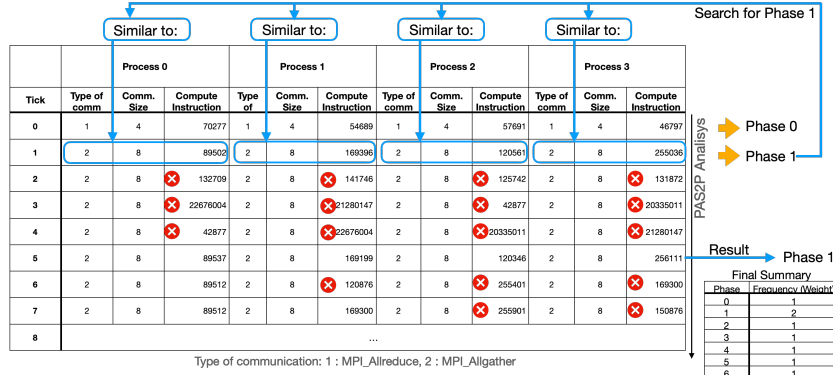 Search for Phase 1
Similar to: Similar to: Similar to: Similar to:
Process 0 Process 1 Process 2 Process 3
Tick Type of comm Comm. Size Compute Instruction Type of Comm. Size Compute Instruction Type of comm Comm. Size Compute Instruction Type of comm Comm. Size Compute Instruction
0 1 4 70277 1 4 54689 1 4 57691 1 4 46797
Phase 0
1 2 8 89502 2 8 169396 2 8 120561 2 8 255036
Phase 1
2 2 8 132709 2 8 141746 2 8 125742 2 8 131872
3 2 8 22676004 2 8 21280147 2 8 42877 2 8 20335011
4 2 8 42877 2 8 22676004 2 8 20335011 2 8 21280147
5 2 8 89537 2 8 169199 2 8 120346 2 8 256111
6 2 8 89512 2 8 120876 2 8 255401 2 8 169300
7 2 8 89512 2 8 169300 2 8 255901 2 8 150876
8 ...
PAS2P Analisys
Result
Phase 1
Final Summary
Phase Frequency (Weight)
0 1
1 2
2 1
3 1
4 1
5 1
6 1
Type of communication: 1 : MPI_Allreduce, 2 : MPI_Allgather